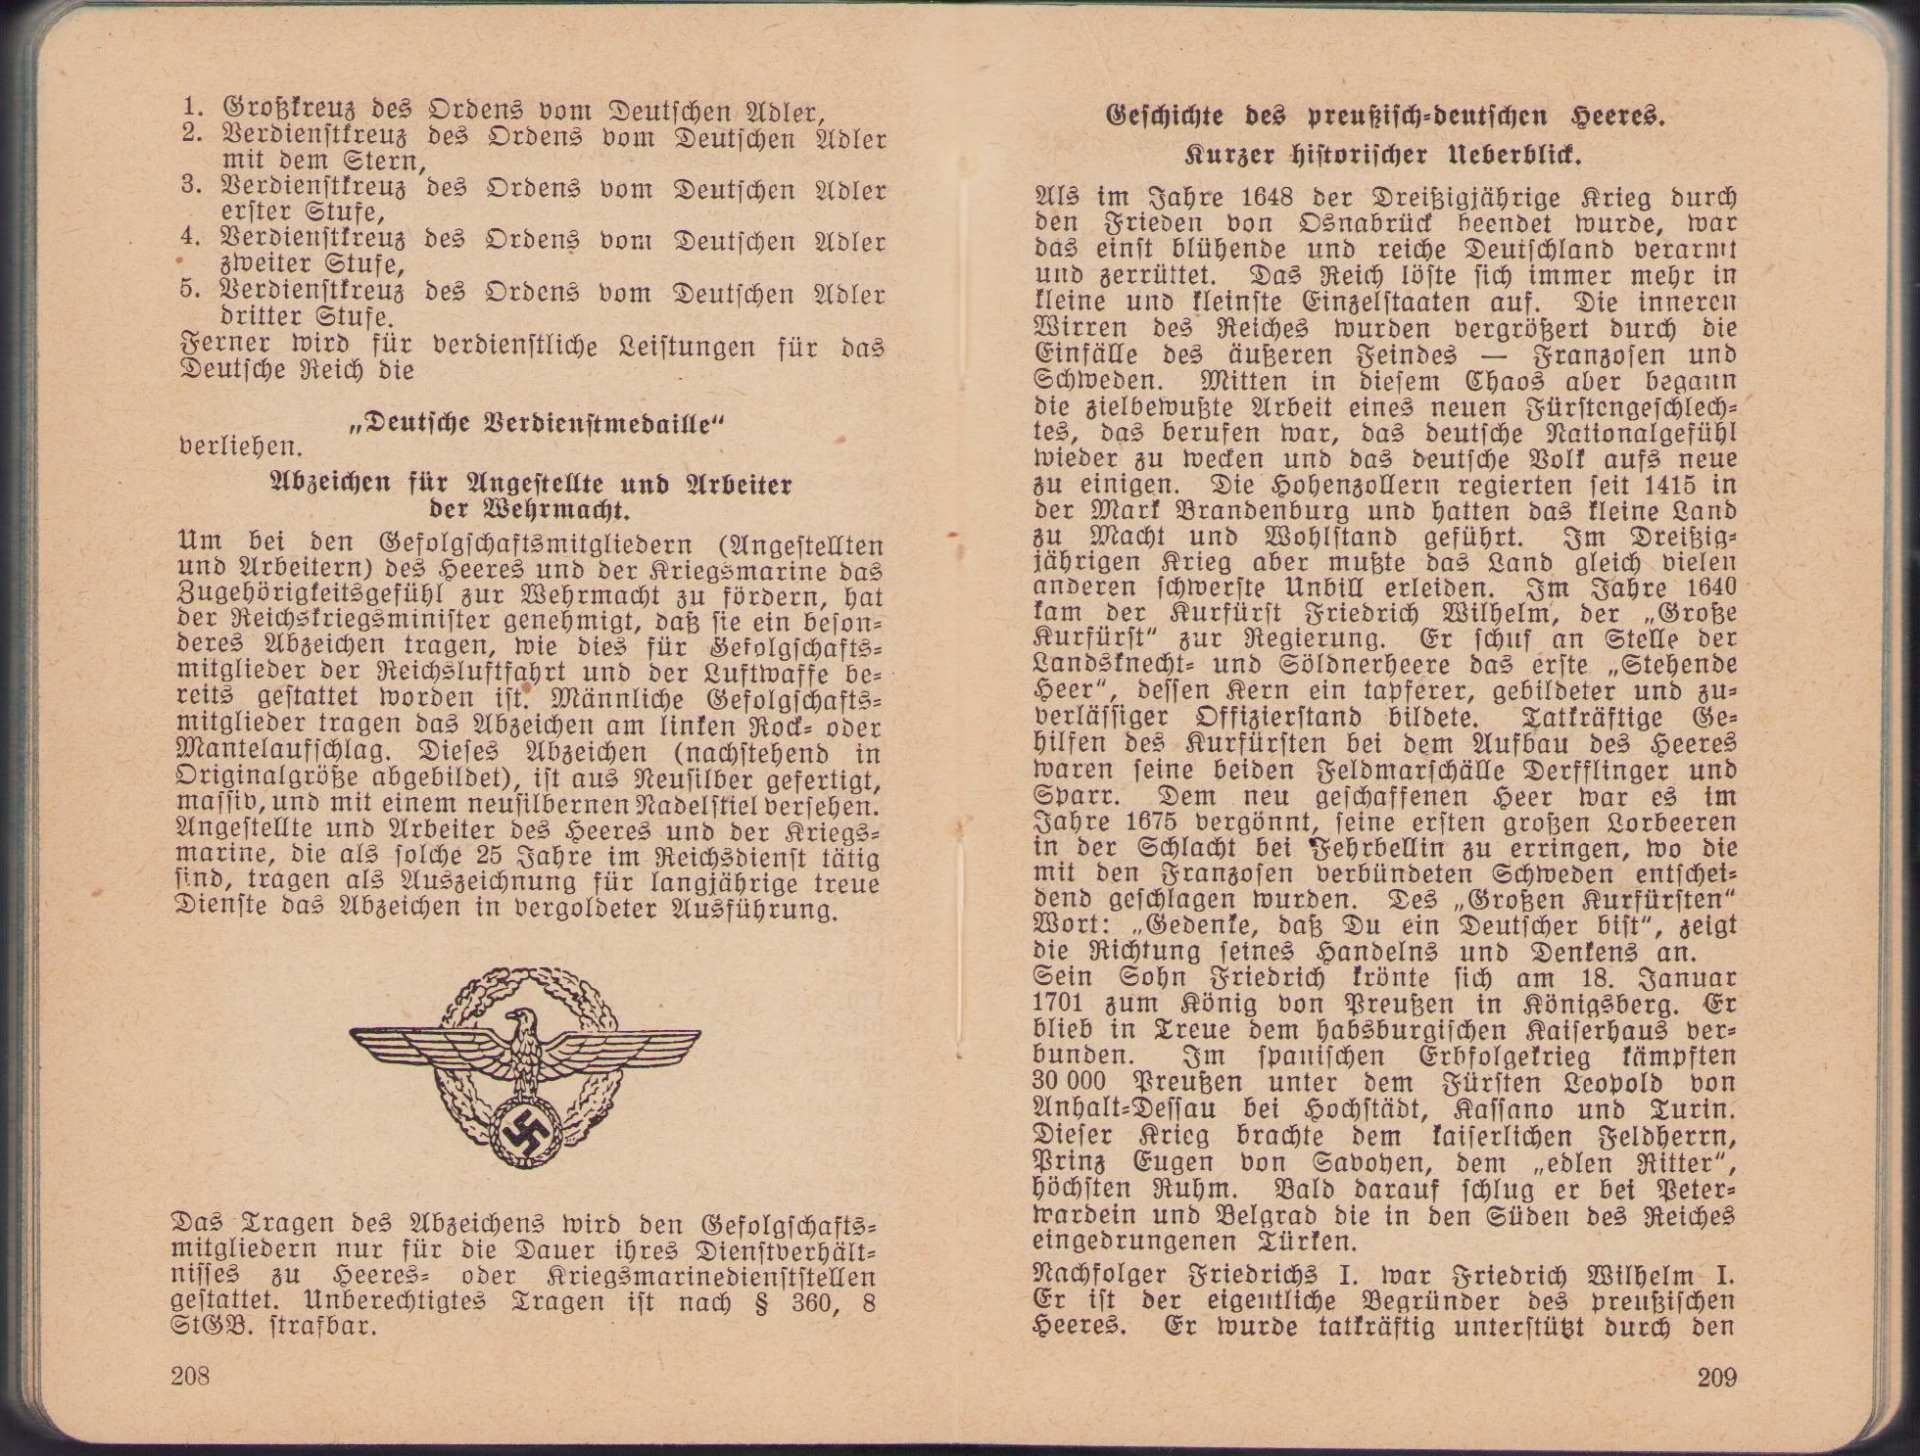 1. Großkreuz des Ordens vom Deutschen Adler,
2. Verdienstkreuz des Ordens vom Deutschen Adler
mit dem Stern,
3. Verdienstkreuz des Ordens vom Deutschen Adler
erster Stufe,
4. Verdienstkreuz des Ordens vom Deutschen Adler
zweiter Stufe,
5. Verdienstkreuz des Ordens vom Deutschen Adler
dritter Stufe.
Ferner wird für verdienstliche Leistungen für das
Deutsche Reich die
„Deutsche Verdienstmedaille“
verliehen.
Abzeichen für Angestellte und Arbeiter
der Wehrmacht.
Um bei den Gefolgschaftsmitgliedern (Angestellten
und Arbeitern) des Heeres und der Kriegsmarine das
Zugehörigkeitsgefühl zur Wehrmacht zu fördern, hat
der Reichskriegsminister genehmigt, daß sie ein beson-
deres Abzeichen tragen, wie dies für Gefolgschafts-
mitglieder der Reichsluftfahrt und der Luftwaffe be-
reits gestattet worden ist. Männliche Gefolgschafts-
mitglieder tragen das Abzeichen am linken Rock- oder
Mantelaufschlag. Dieses Abzeichen (nachstehend in
Originalgröße abgebildet), ist aus Neusilber gefertigt,
massiv, und mit einem neusilbernen Nadelstiel versehen.
Angestellte und Arbeiter des Heeres und der Kriegs-
marine, die als solche 25 Jahre im Reichsdienst tätig
sind, tragen als Auszeichnung für langjährige treue
Dienste das Abzeichen in vergoldeter Ausführung.
Das Tragen des Abzeichens wird den Gefolgschafts-
mitgliedern nur für die Dauer ihres Dienstverhält-
nisses zu Heeres- oder Kriegsmarinedienststellen
gestattet. Unberechtigtes Tragen ist nach § 360, 8
StGB. strafbar.
208
Geschichte des preußisch-deutschen Heeres.
Kurzer historischer Ueberblick.
Als im Jahre 1648 der Dreißigjährige Krieg durch
den Frieden von Osnabrück beendet wurde, war
das einst blühende und reiche Deutschland verarmt
und zerrüttet. Das Reich löste sich immer mehr in
kleine und kleinste Einzelstaaten auf. Die inneren
Wirren des Reiches wurden vergrößert durch die
Einfälle des äußeren Feindes — Franzosen und
Schweden. Mitten in diesem Chaos aber begann
die zielbewußte Arbeit eines neuen Fürstengeschlech-
tes, das berufen war, das deutsche Nationalgefühl
wieder zu wecken und das deutsche Volk aufs neue
zu einigen. Die Hohenzollern regierten seit 1415 in
der Mark Brandenburg und hatten das kleine Land
zu Macht und Wohlstand geführt. Im Dreißig-
jährigen Krieg aber mußte das Land gleich vielen
anderen schwerste Unbill erleiden. Im Jahre 1640
kam der Kurfürst Friedrich Wilhelm, der „Große
Kurfürst“ zur Regierung. Er schuf an Stelle der
Landsknecht- und Söldnerheere das erste „Stehende
Heer“, dessen Kern ein tapferer, gebildeter und zu-
verlässiger Offizierstand bildete. Tatkräftige Ge-
hilfen des Kurfürsten bei dem Aufbau des Heeres
waren seine beiden Feldmarschälle Derfflinger und
Sparr. Dem neu geschaffenen Heer war es im
Jahre 1675 vergönnt, seine ersten großen Lorbeeren
in der Schlacht bei Fehrbellin zu erringen, wo die
mit den Franzosen verbündeten Schweden entschei-
dend geschlagen wurden. Des „Großen Kurfürsten“
Wort: „Gedenke, daß Du ein Deutscher bist“, zeigt
die Richtung seines Handelns und Denkens an.
Sein Sohn Friedrich krönte sich am 18. Januar
1701 zum König von Preußen in Königsberg. Er
blieb in Treue dem habsburgischen Kaiserhaus ver-
bunden. Im spanischen Erbfolgekrieg kämpften
30 000 Preußen unter dem Fürsten Leopold von
Anhalt-Dessau bei Hochstädt, Kassano und Turin.
Dieser Krieg brachte dem kaiserlichen Feldherrn,
Prinz Eugen von Savoyen, dem „edlen Ritter“,
höchsten Ruhm. Bald darauf schlug er bei Peter-
wardein und Belgrad die in den Süden des Reiches
eingedrungenen Türken.
Nachfolger Friedrichs I. war Friedrich Wilhelm I.
Er ist der eigentliche Begründer des preußischen
Heeres. Er wurde tatkräftig unterstützt durch den
209